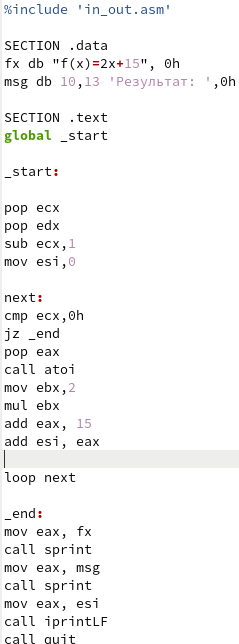 %include 'in_out.asm'
SECTION .data
fx db "f(x)=2x+15", 0h
msg db 10,13 'Результат: ',0h
SECTION .text
global _start
_start:
pop ecx
pop edx
sub ecx,1
mov esi,0
next:
cmp ecx,0h
jz _end
pop eax
call atoi
mov ebx,2
mul ebx
add eax, 15
add esi, eax
loop next
_end:
mov eax, fx
call sprint
mov eax, msg
call sprint
mov eax, esi
call iprintLF
call quit